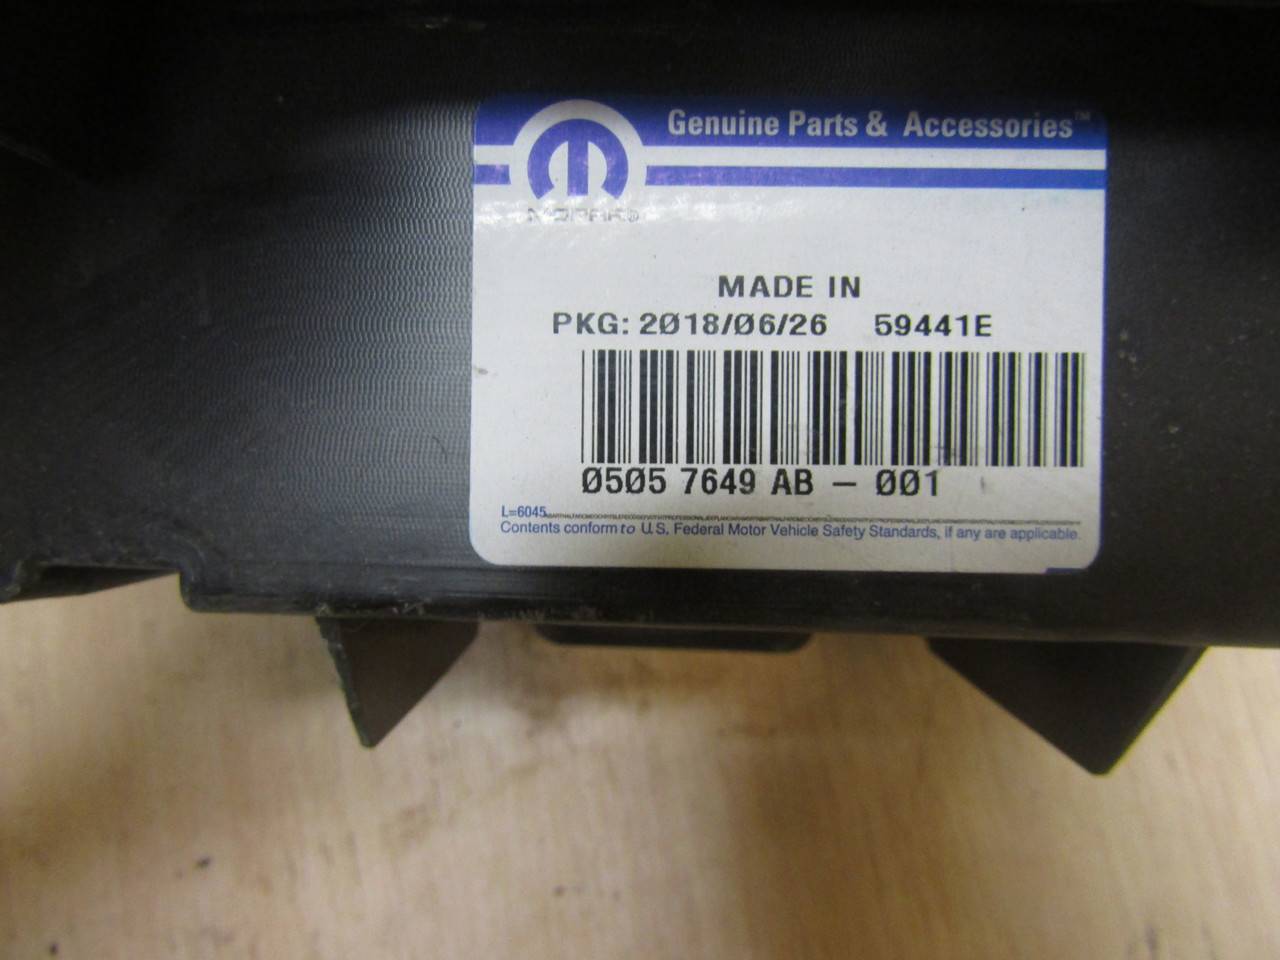 Genuine Parts & Accessories™
MOPAR®
MADE IN
PKG: 2018/06/26 59441E
0505 7649 AB – 001
L=6045
Contents conform to U.S. Federal Motor Vehicle Safety Standards, if any are applicable.